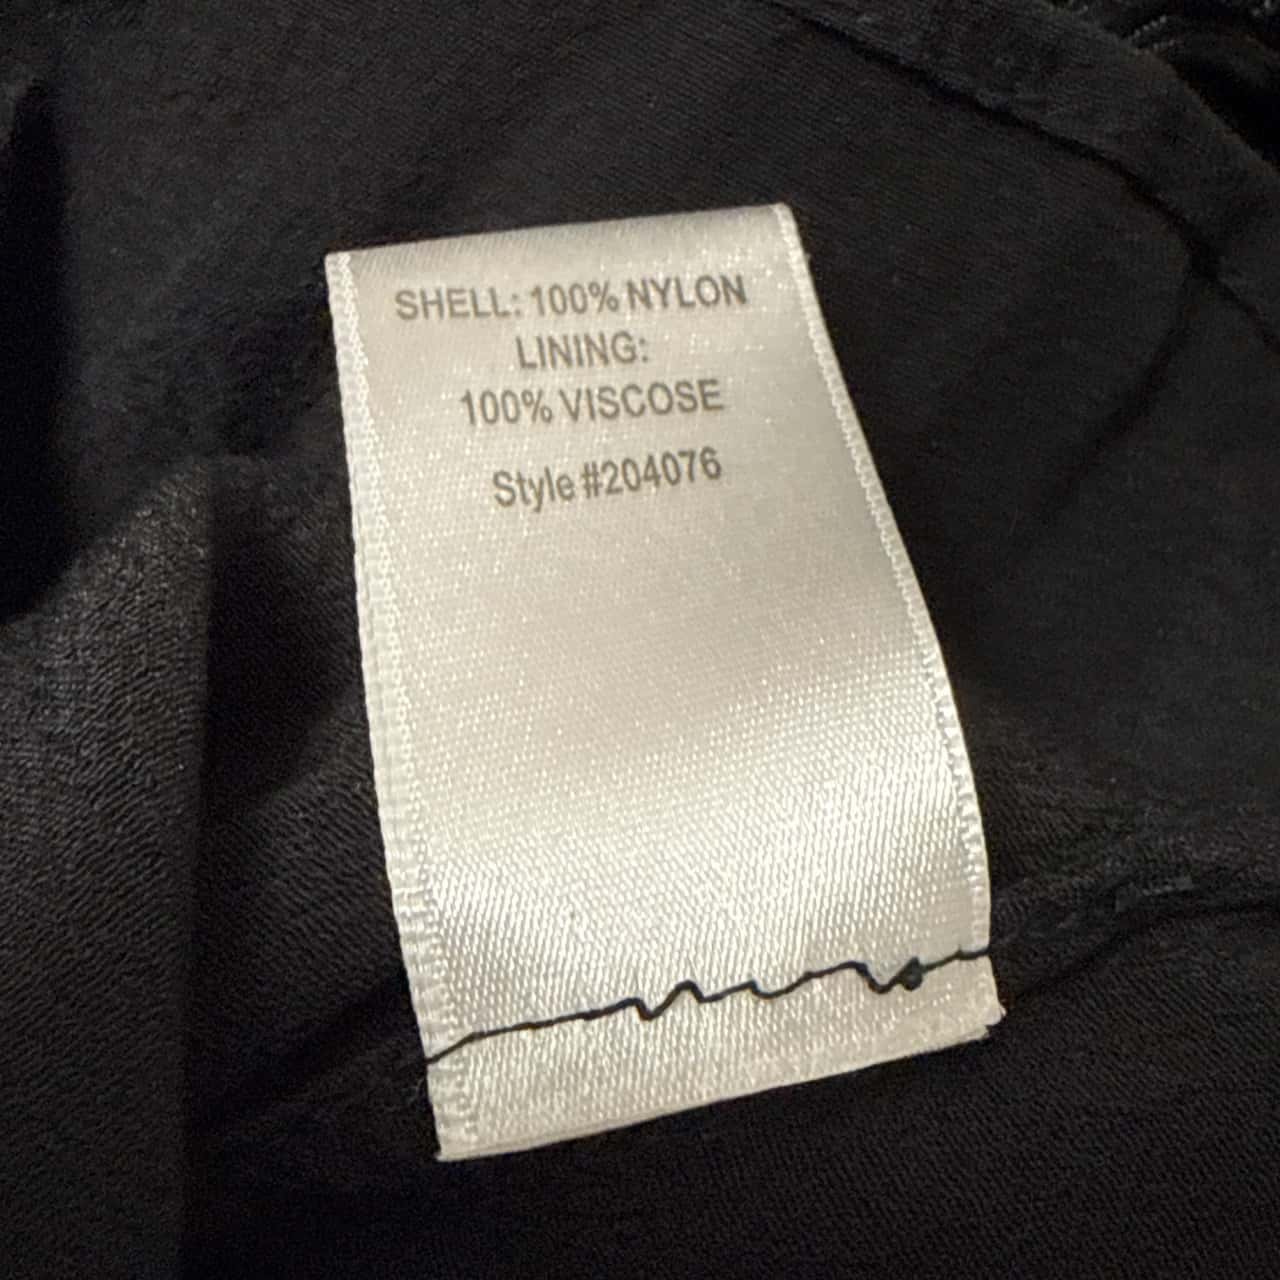 SHELL: 100% NYLON
LINING:
100% VISCOSE
Style #204076